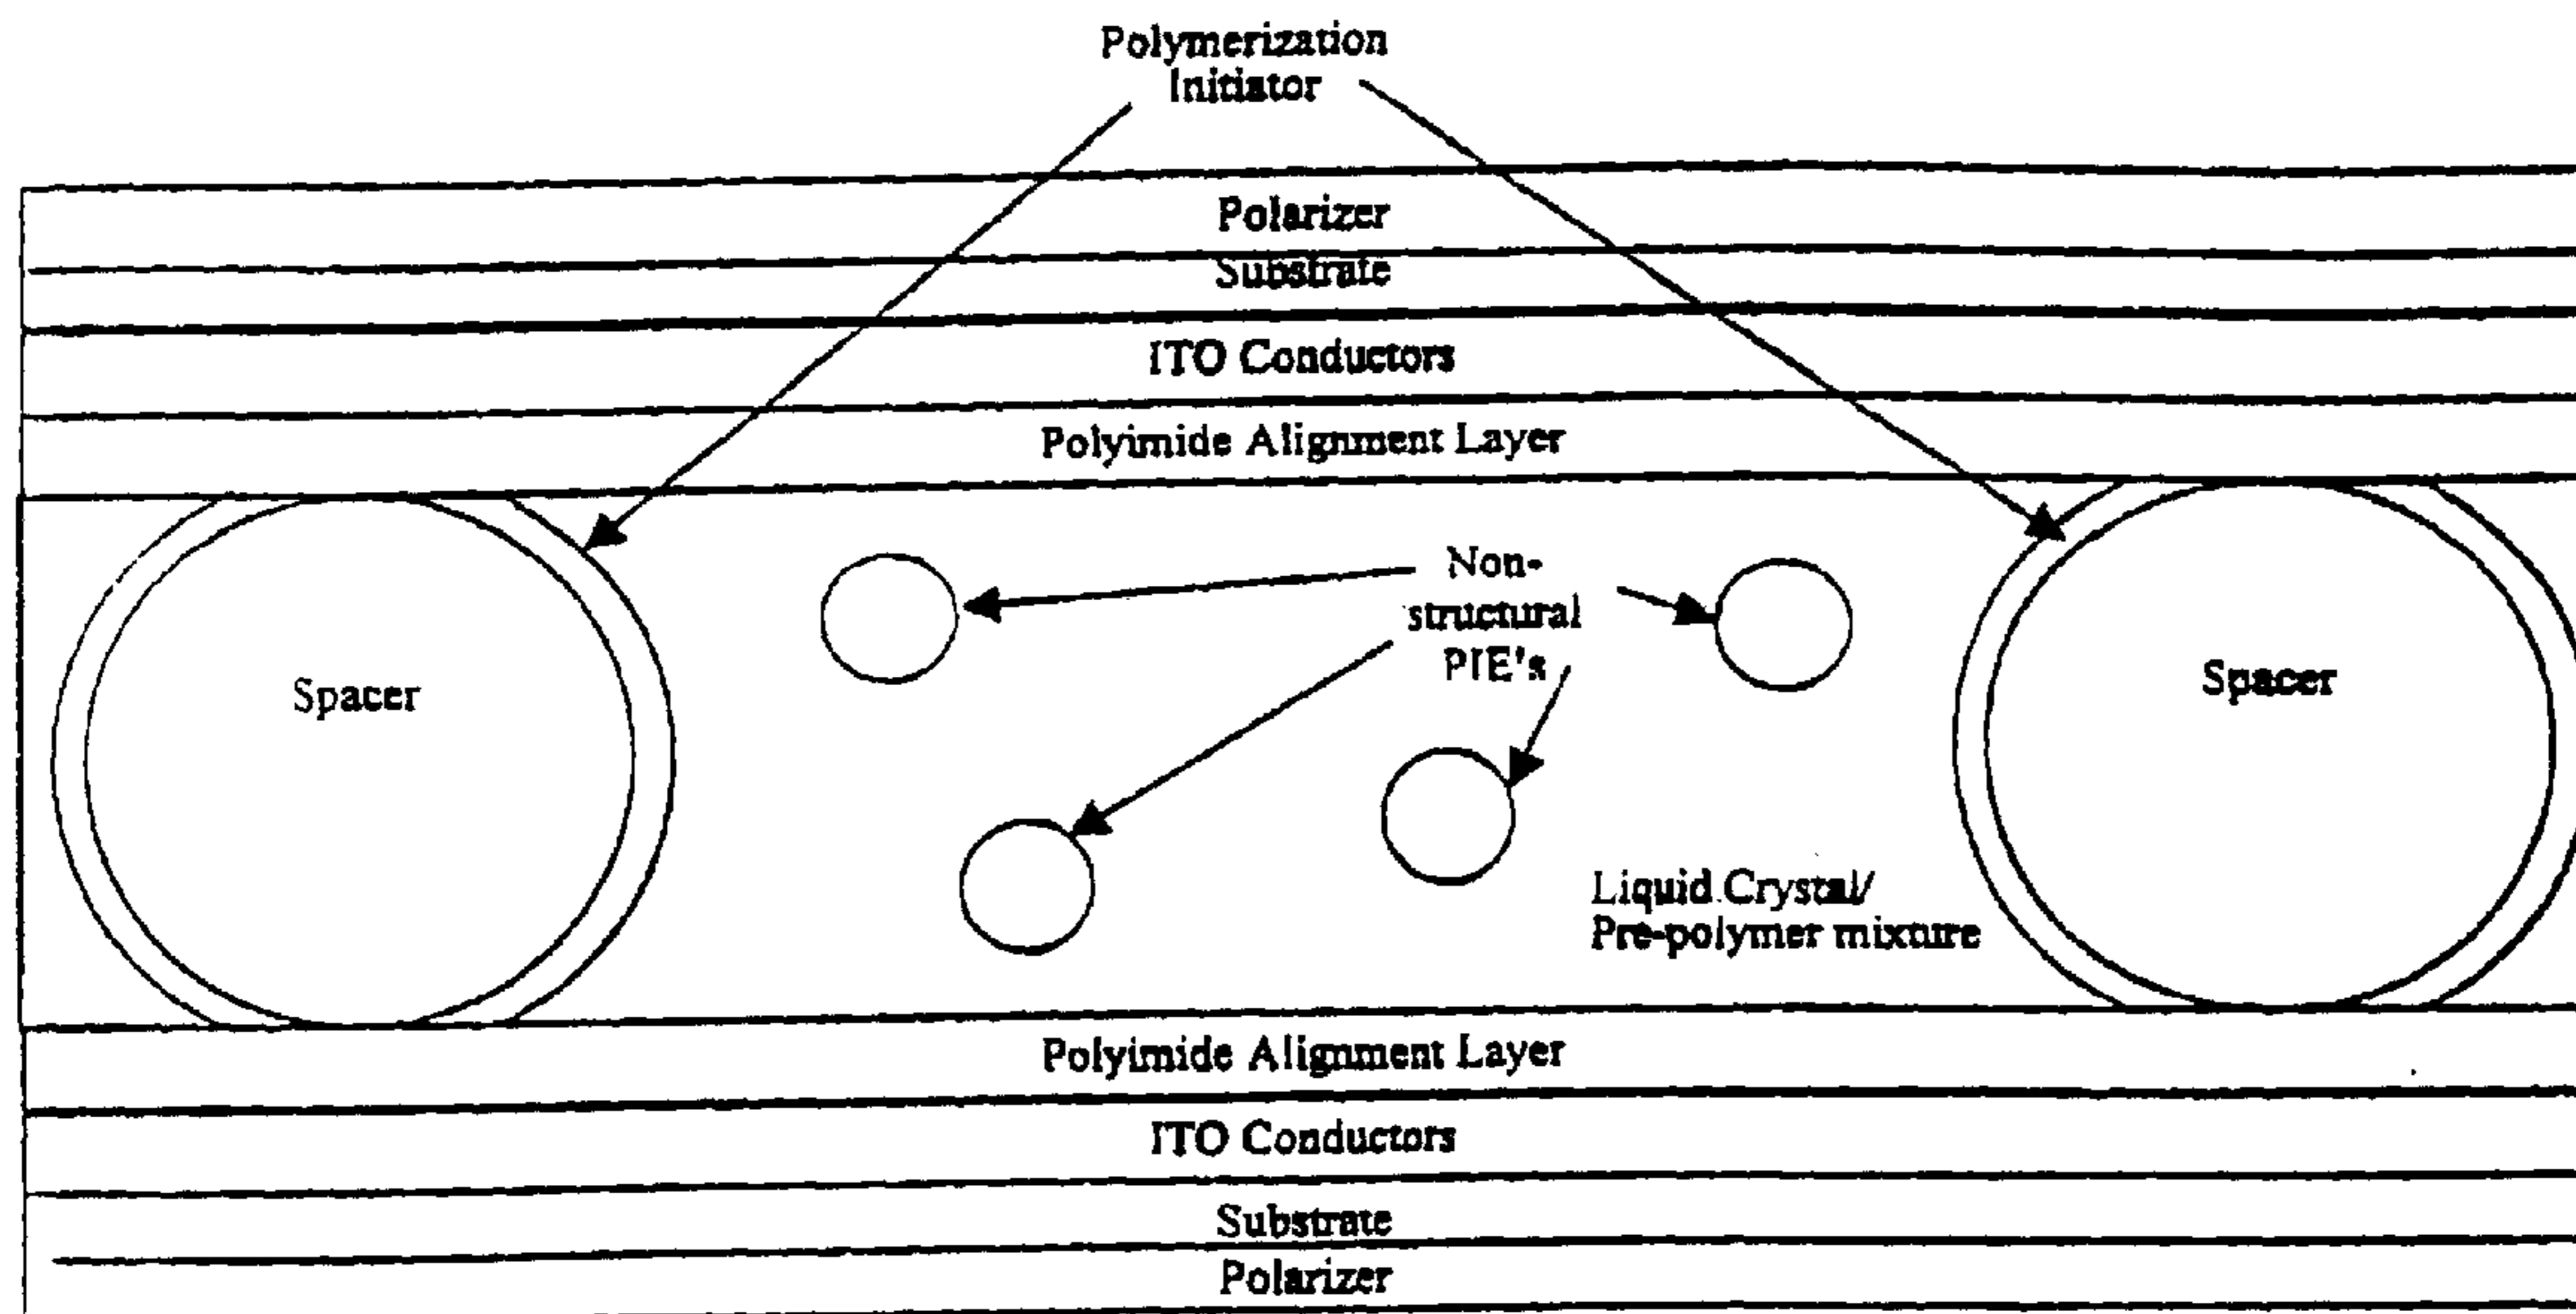 Polymerization
Initiator
Polarizer
Substrate
ITO Conductors
Polyimide Alignment Layer
Non-
structural
PIE's
Spacer
Spacer
Liquid Crystal/
Pre-polymer mixture
Polyimide Alignment Layer
ITO Conductors
Substrate
Polarizer